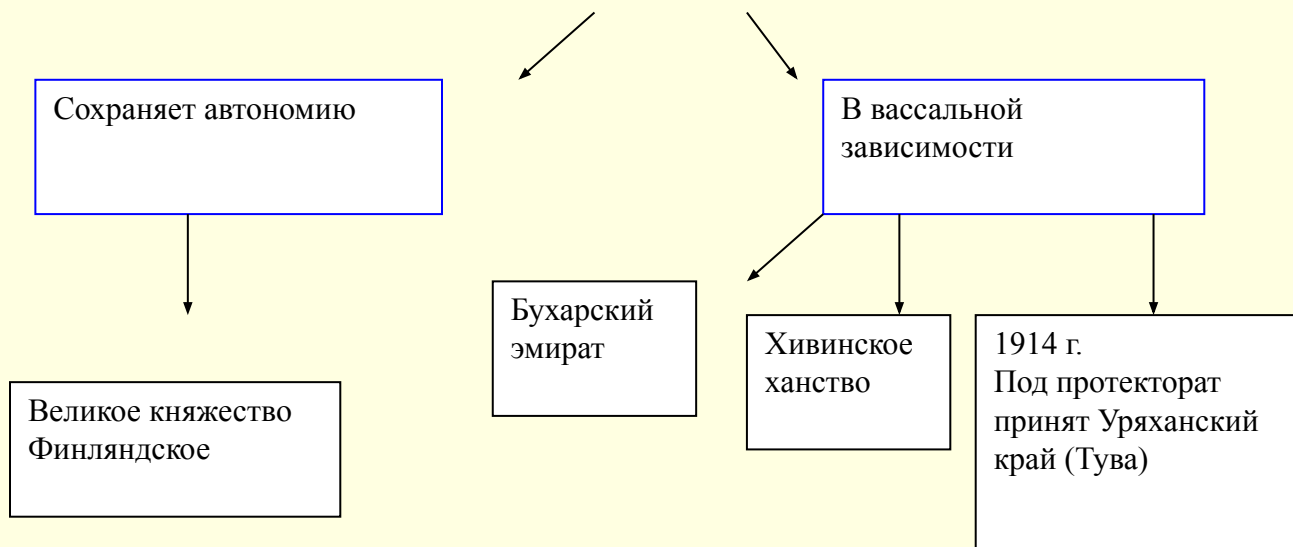 Сохраняет автономию
В вассальной
зависимости
Бухарский
эмират
Хивинское
ханство
1914 г.
Под протекторат
принят Уряханский
край (Тува)
Великое княжество
Финляндское